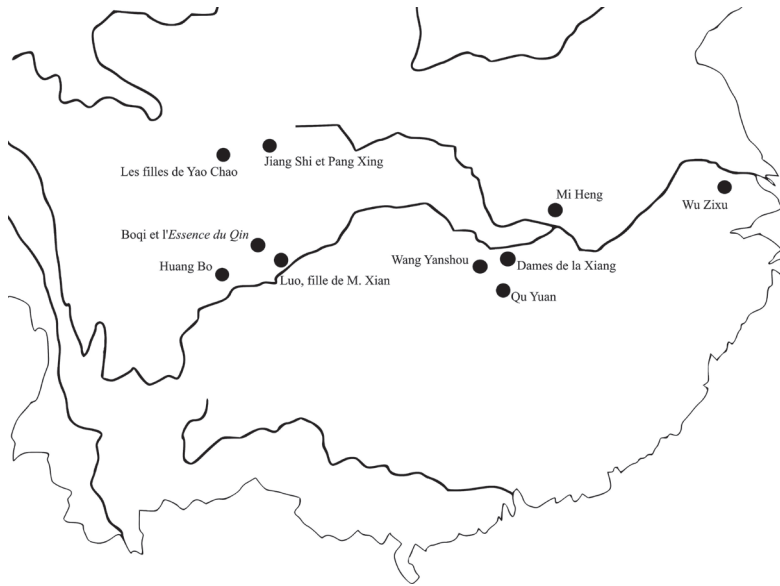 Les filles de Yao Chao
Jiang Shi et Pang Xing
Mi Heng
Wu Zixu
Boqi et l'Essence du Qin
Huang Bo
Luo, fille de M. Xian
Wang Yanshou
Dames de la Xiang
Qu Yuan